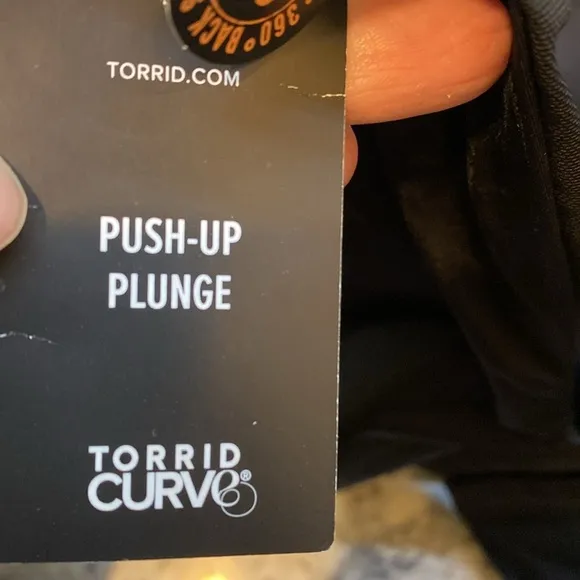 360° BACK
TORRID.COM
PUSH-UP
PLUNGE
TORRID
CURVE®